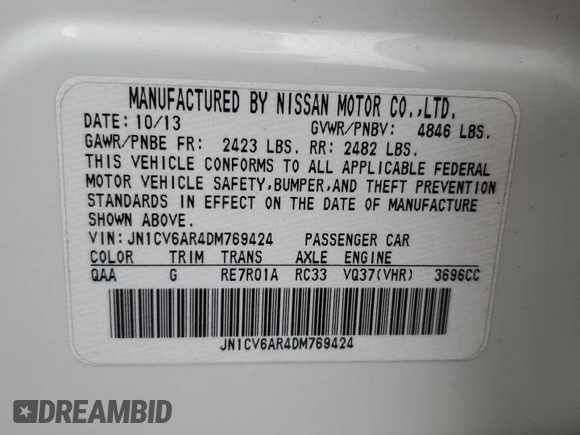 MANUFACTURED BY NISSAN MOTOR CO.,LTD.
DATE: 10/13 GVWR/PNBV: 4846 LBS.
GAWR/PNBE FR: 2423 LBS. RR: 2482 LBS.
THIS VEHICLE CONFORMS TO ALL APPLICABLE FEDERAL
MOTOR VEHICLE SAFETY,BUMPER,AND THEFT PREVENTION
STANDARDS IN EFFECT ON THE DATE OF MANUFACTURE
SHOWN ABOVE.
VIN:JN1CV6AR4DM769424 PASSENGER CAR
COLOR TRIM TRANS AXLE ENGINE
QAA G RE7R01A RC33 VQ37(VHR) 3696CC
JN1CV6AR4DM769424
DREAMBID